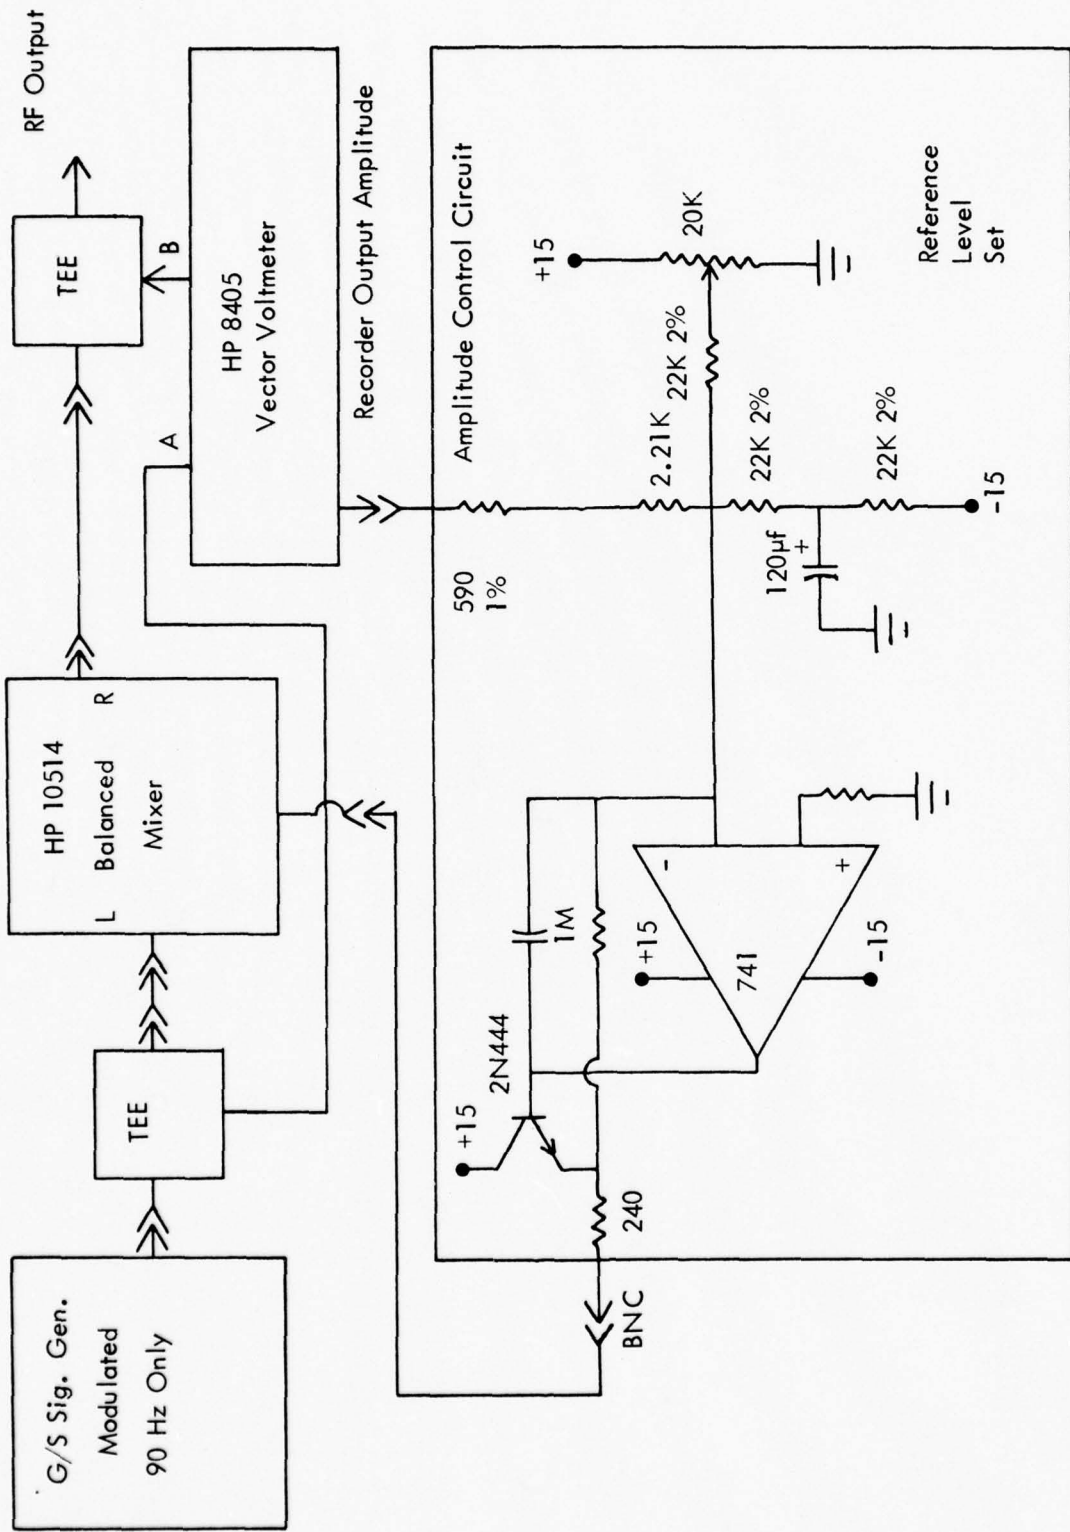 G/S Sig. Gen.
Modulated
90 Hz Only
TEE
HP 10514
L Balanced R
Mixer
TEE
RF Output
A
B
HP 8405
Vector Voltmeter
Recorder Output Amplitude
Amplitude Control Circuit
590
1%
2.21K
22K 2%
+15
20K
22K 2%
22K 2%
-15
120µf
+
Reference
Level
Set
+15
2N444
1M
240
BNC
+15
741
-
+
-15